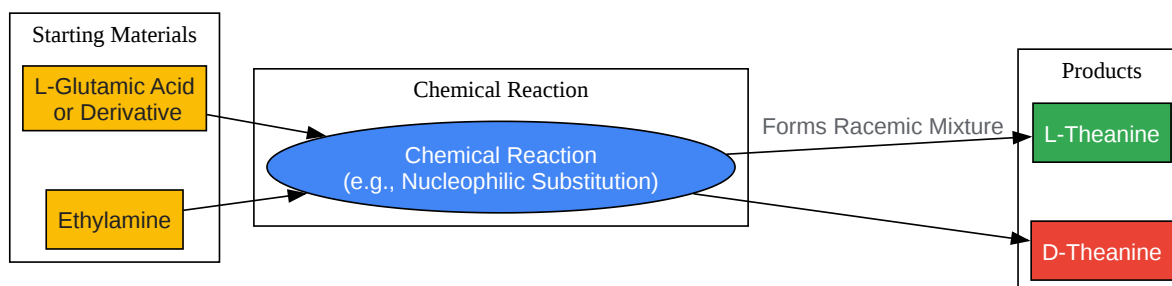 Starting Materials
L-Glutamic Acid
or Derivative
Ethylamine
Chemical Reaction
Chemical Reaction
(e.g., Nucleophilic Substitution)
Forms Racemic Mixture
Products
L-Theanine
D-Theanine